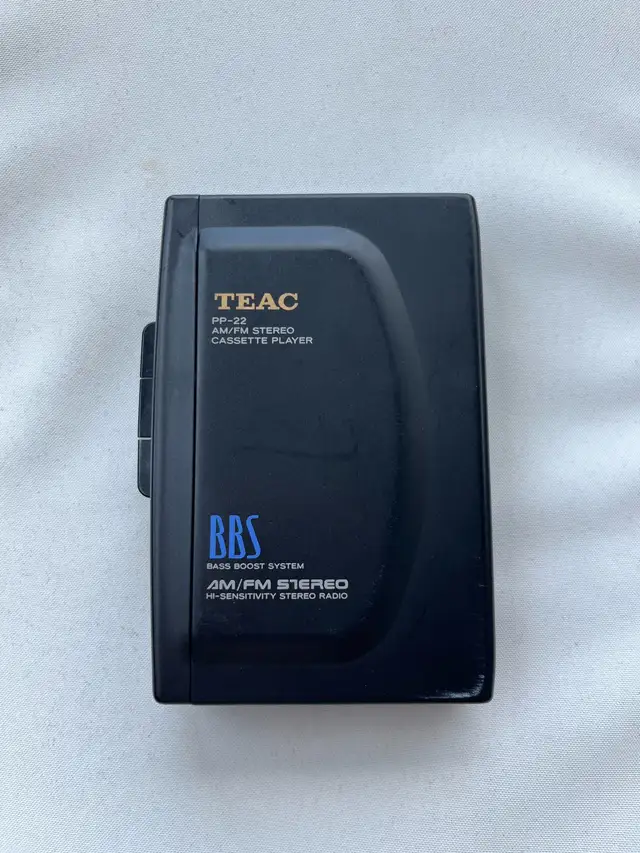 TEAC
PP-22
AM/FM STEREO
CASSETTE PLAYER
BBS
BASS BOOST SYSTEM
AM/FM STEREO
HI-SENSITIVITY STEREO RADIO